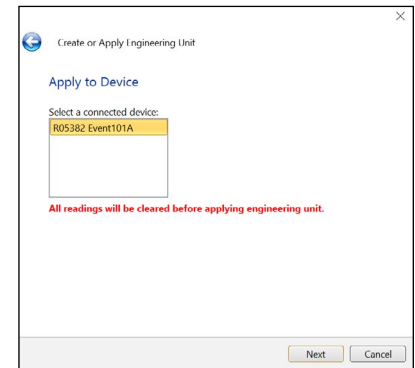 Create or Apply Engineering Unit
Apply to Device
Select a connected device:
R05382 Event101A
All readings will be cleared before applying engineering unit.
Next
Cancel